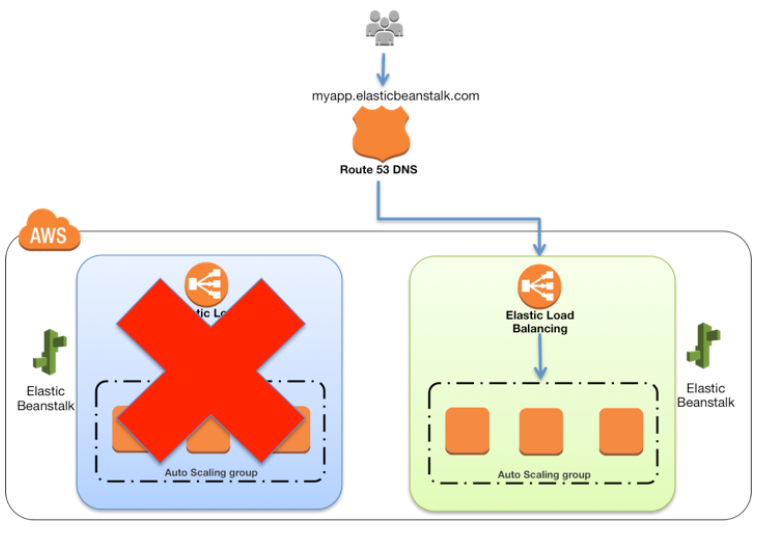 myapp.elasticbeanstalk.com
Route 53 DNS
AWS
Elastic Load
Balancing
Elastic
Beanstalk
Elastic
Beanstalk
Auto Scaling group
Auto Scaling group